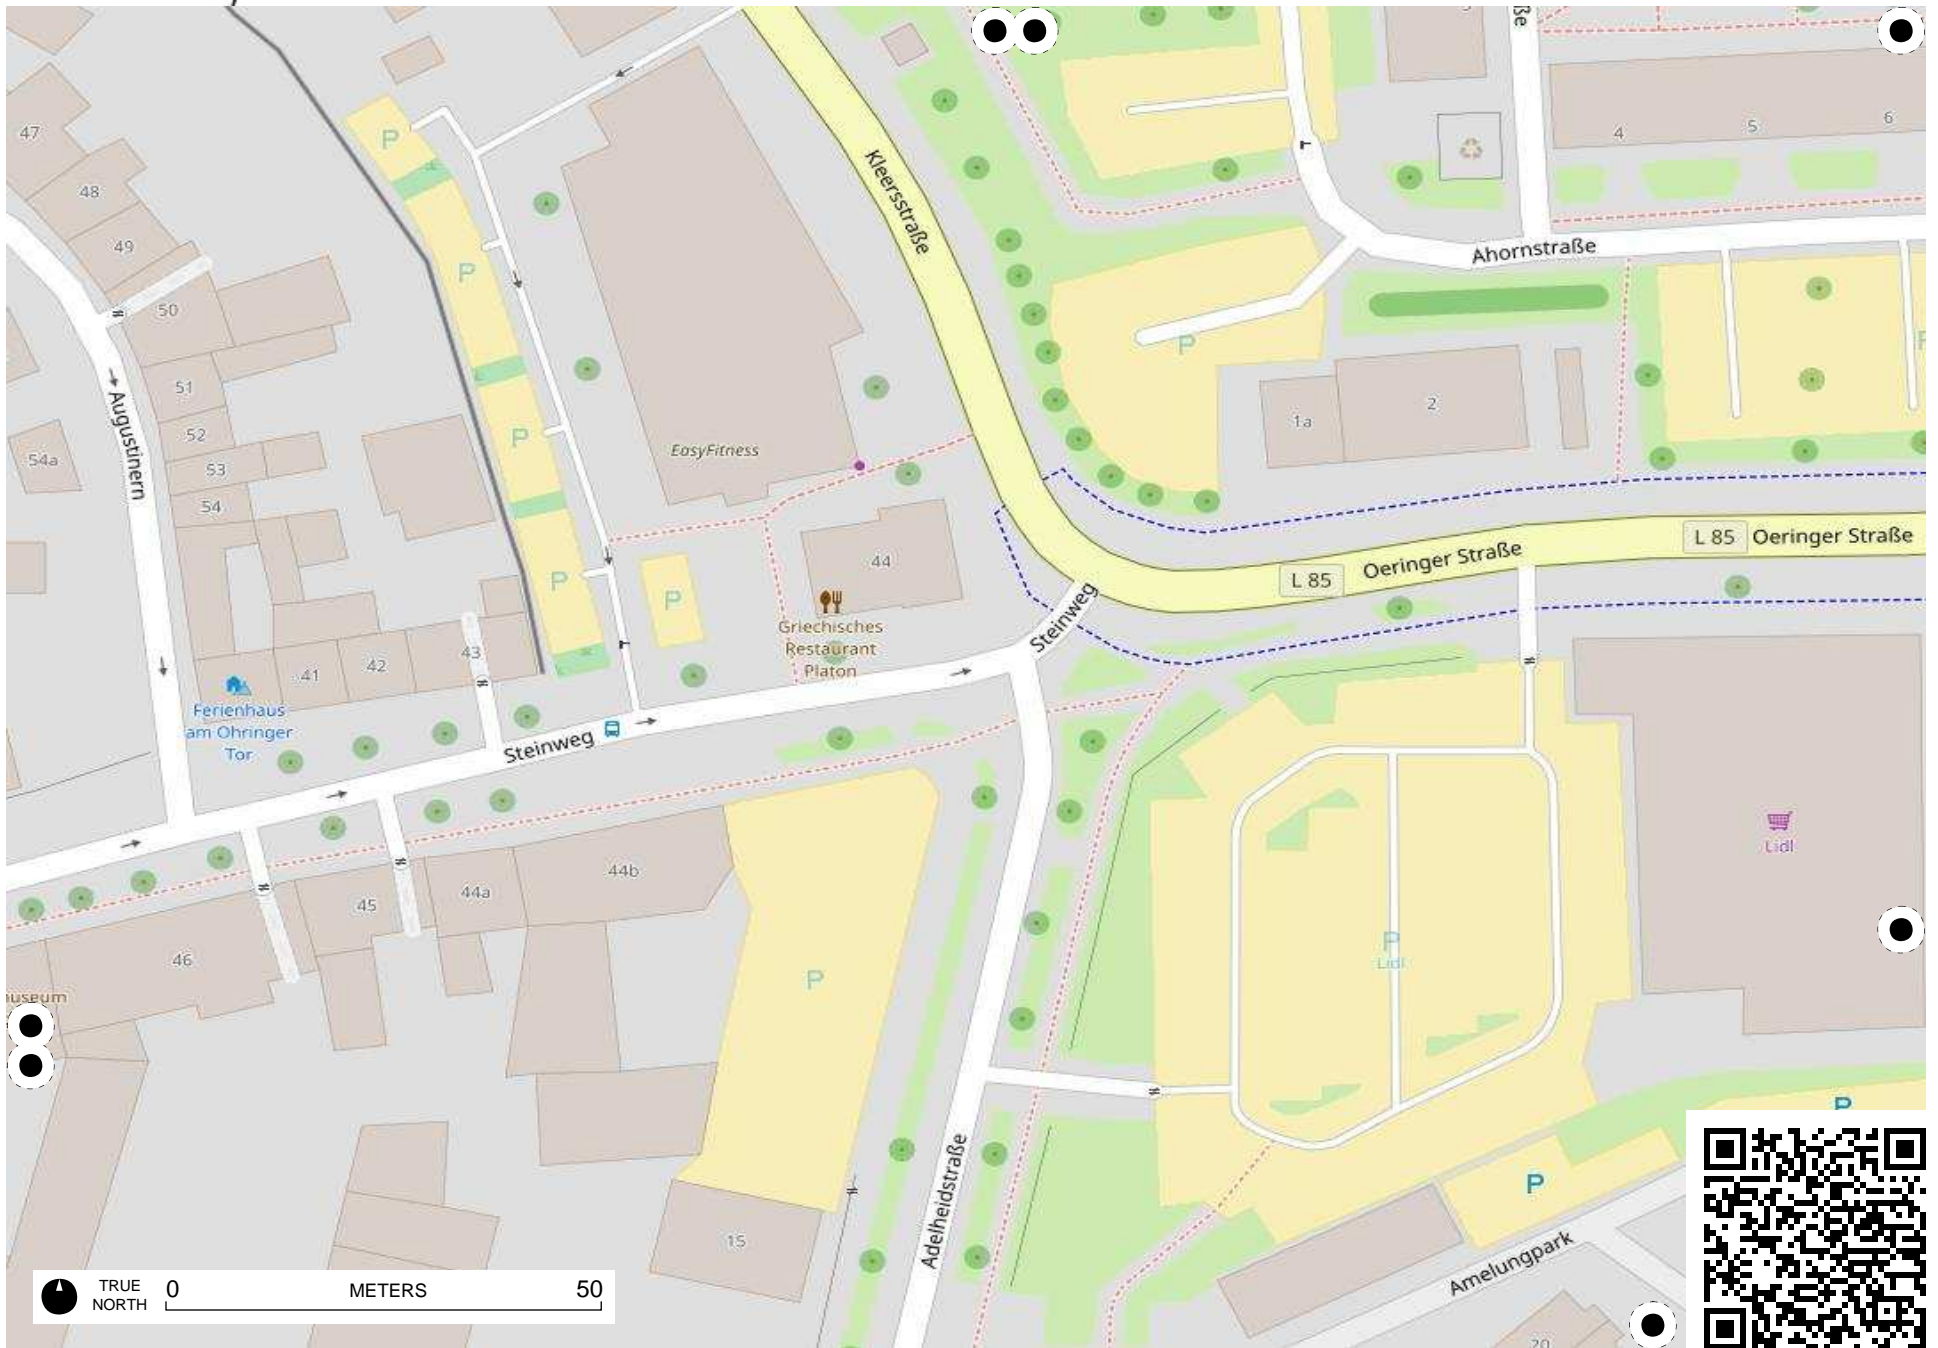 P
47
48
49
50
51
52
53
54
54a
Augustinern
P
P
P
P
EasyFitness
Kleersstraße
44
Griechisches
Restaurant
Platon
41
42
43
Ferienhaus
am Ohringer
Tor
Steinweg
Steinweg
4
5
6
Ahornstraße
P
1a
2
L 85
Oeringer Straße
L 85
Oeringer Straße
44b
44a
45
46
P
15
Adelheidstraße
P
Lidl
Lidl
P
P
Amelungpark
20
TRUE
NORTH
0
METERS
50